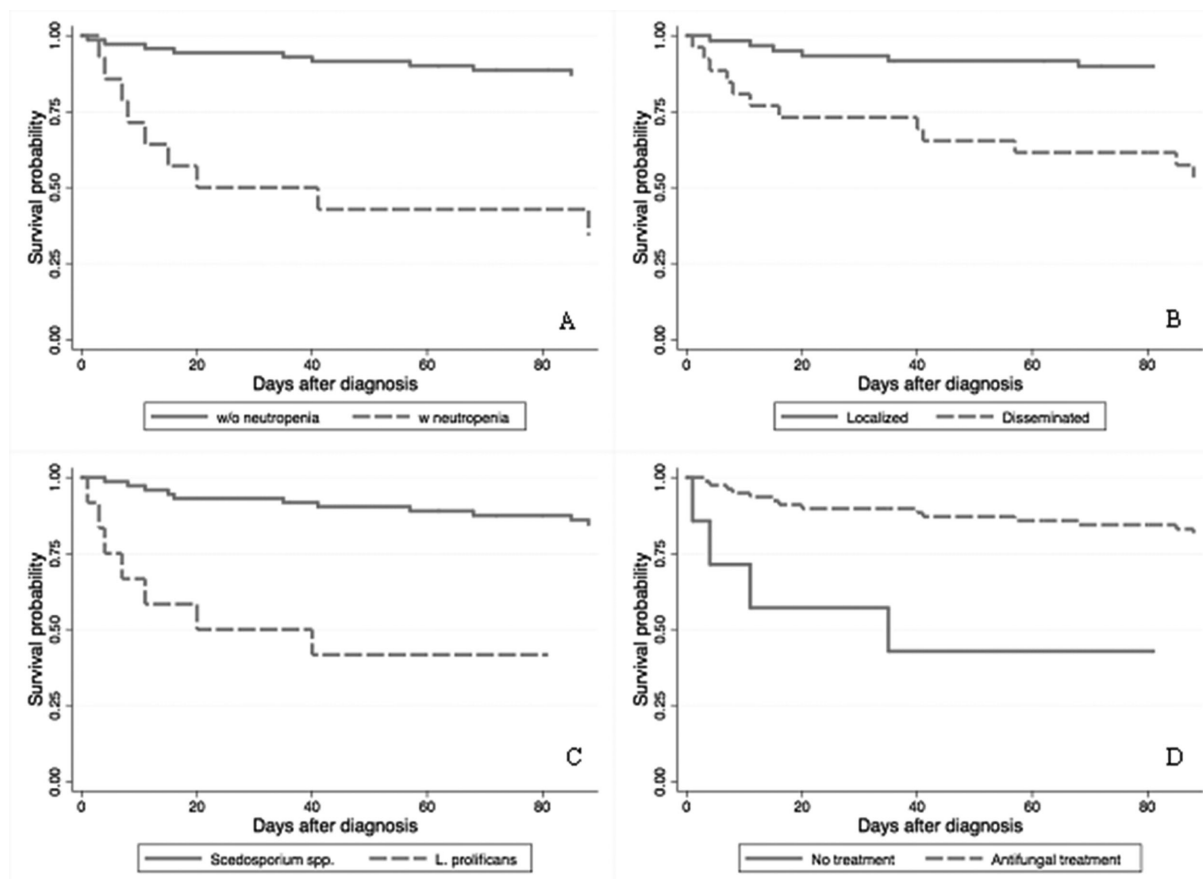 Survival probability
1.00
0.75
0.50
0.25
0.00
A
0 20 40 60 80
Days after diagnosis
w/o neutropenia w neutropenia
Survival probability
1.00
0.75
0.50
0.25
0.00
B
0 20 40 60 80
Days after diagnosis
Localized Disseminated
Survival probability
1.00
0.75
0.50
0.25
0.00
C
0 20 40 60 80
Days after diagnosis
Scedosporium spp. L. prolificans
Survival probability
1.00
0.75
0.50
0.25
0.00
D
0 20 40 60 80
Days after diagnosis
No treatment Antifungal treatment